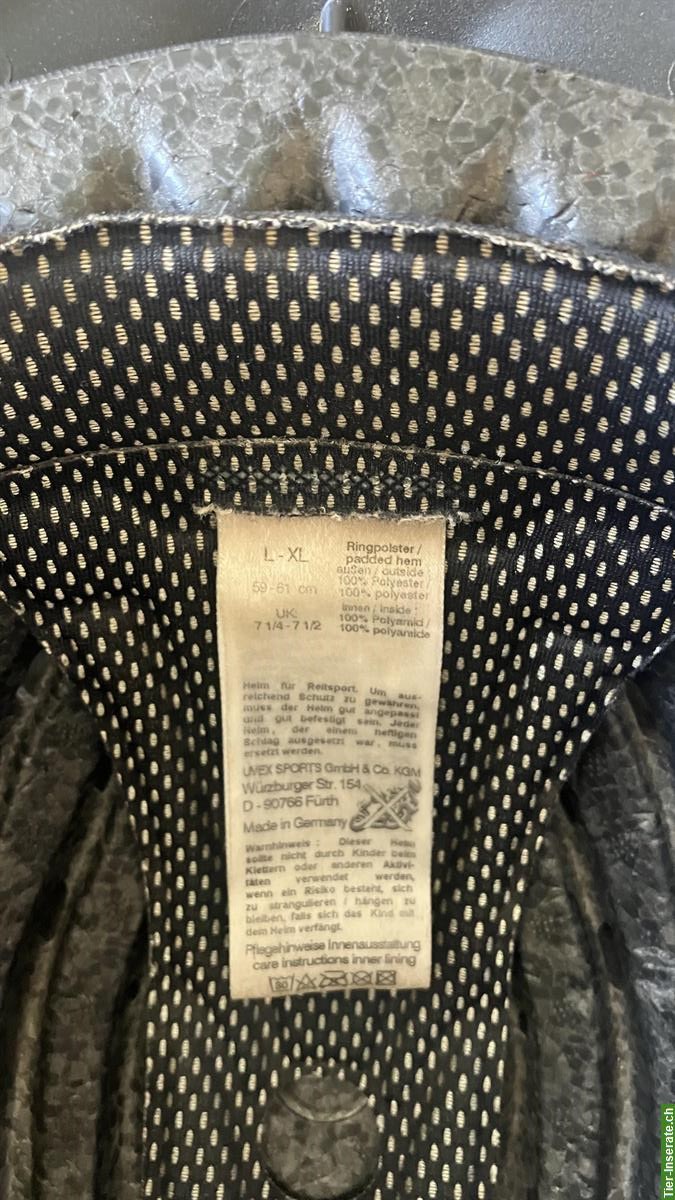 L - XL
59-61 cm
UK:
7 1/4 - 7 1/2
Ringpolster /
padded hem
außen / outside
100% Polyester /
100% polyester
innen / inside :
100% Polyamid /
100% polyamide
Helm für Reitsport. Um aus-
reichend Schutz zu gewähren,
muss der Helm gut angepasst
und gut befestigt sein. Jeder
Helm, der einem heftigen
Schlag ausgesetzt war, muss
ersetzt werden.
UVEX SPORTS GmbH & Co. KGM
Würzburger Str. 154
D - 90766 Fürth
Made in Germany
Warnhinweis : Dieser Helm
sollte nicht durch Kinder beim
Klettern oder anderen Aktivi-
täten verwendet werden,
wenn ein Risiko besteht, sich
zu strangulieren / hängen zu
bleiben, falls sich das Kind mit
dem Helm verfängt.
Pflegehinweise Innenausstattung
care instructions inner lining
30
Tier-Inserate.ch